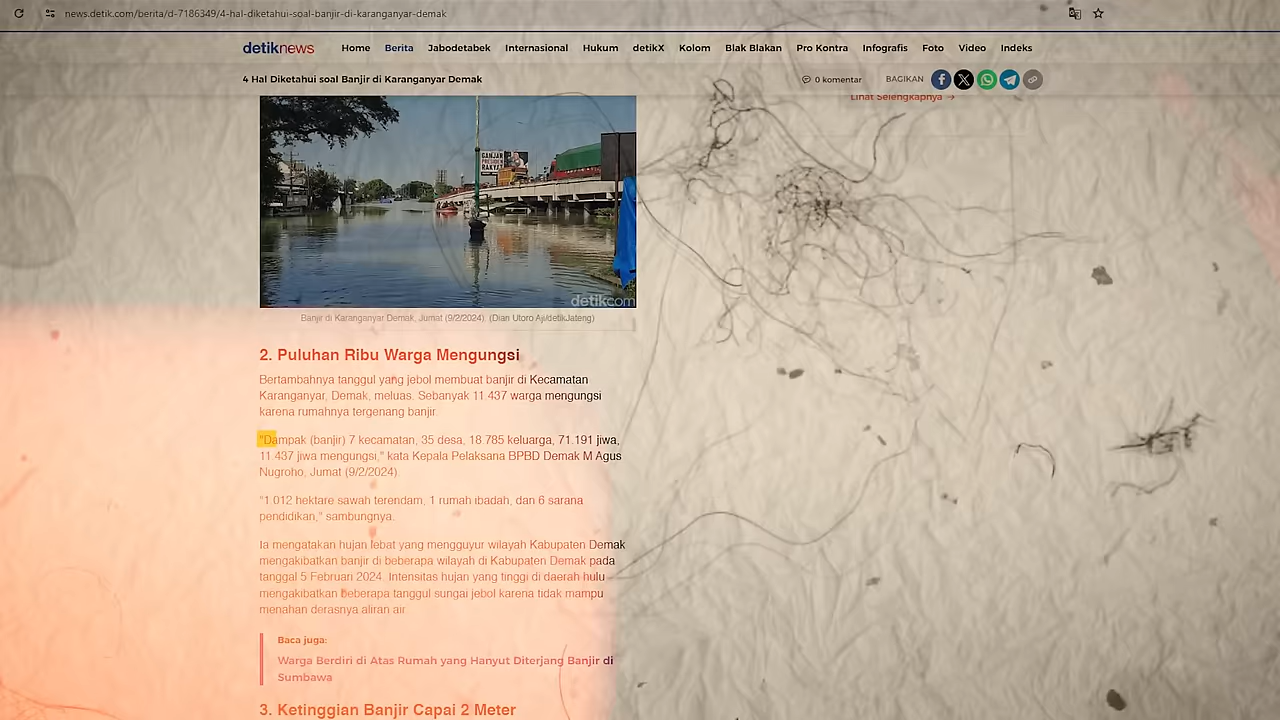 news.detik.com/berita/d-7186349/4-hal-diketahui-soal-banjir-di-karanganyar-demak
detiknews Home Berita Jabodetabek Internasional Hukum detikX Kolom Blak Blakan Pro Kontra Infografis Foto Video Indeks
4 Hal Diketahui soal Banjir di Karanganyar Demak 0 komentar BAGIKAN
Lihat Selengkapnya →
GANJAR
PRESIDEN
RAKYAT
detikcom
Banjir di Karanganyar Demak, Jumat (9/2/2024). (Dian Utoro Aji/detikJateng)
2. Puluhan Ribu Warga Mengungsi
Bertambahnya tanggul yang jebol membuat banjir di Kecamatan
Karanganyar, Demak, meluas. Sebanyak 11.437 warga mengungsi
karena rumahnya tergenang banjir.
"Dampak (banjir) 7 kecamatan, 35 desa, 18.785 keluarga, 71.191 jiwa,
11.437 jiwa mengungsi," kata Kepala Pelaksana BPBD Demak M Agus
Nugroho, Jumat (9/2/2024).
"1.012 hektare sawah terendam, 1 rumah ibadah, dan 6 sarana
pendidikan," sambungnya.
Ia mengatakan hujan lebat yang mengguyur wilayah Kabupaten Demak
mengakibatkan banjir di beberapa wilayah di Kabupaten Demak pada
tanggal 5 Februari 2024. Intensitas hujan yang tinggi di daerah hulu
mengakibatkan beberapa tanggul sungai jebol karena tidak mampu
menahan derasnya aliran air.
Baca juga:
Warga Berdiri di Atas Rumah yang Hanyut Diterjang Banjir di
Sumbawa
3. Ketinggian Banjir Capai 2 Meter